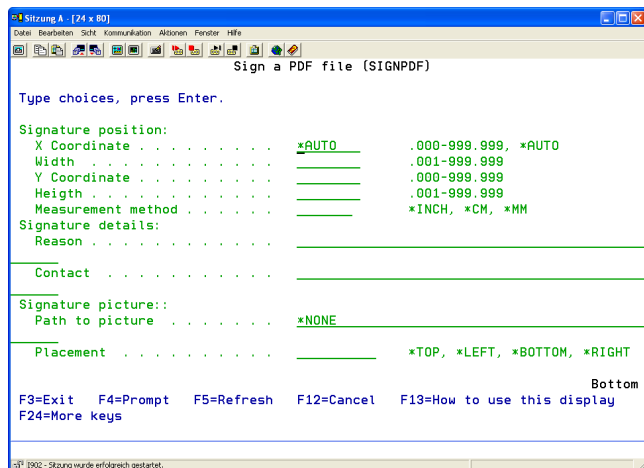 Sitzung A - [24 x 80]
Datei Bearbeiten Sicht Kommunikation Aktionen Fenster Hilfe
Sign a PDF file (SIGNPDF)
Type choices, press Enter.
Signature position:
X Coordinate . . . . . . . . . *AUTO .000-999.999, *AUTO
Width . . . . . . . . . . . . .001-999.999
Y Coordinate . . . . . . . . . .000-999.999
Heigth . . . . . . . . . . . . .001-999.999
Measurement method . . . . . . *INCH, *CM, *MM
Signature details:
Reason . . . . . . . . . . . .
Contact . . . . . . . . . . .
Signature picture::
Path to picture . . . . . . . *NONE
Placement . . . . . . . . . . *TOP, *LEFT, *BOTTOM, *RIGHT
Bottom
F3=Exit F4=Prompt F5=Refresh F12=Cancel F13=How to use this display
F24=More keys
I902 - Sitzung wurde erfolgreich gestartet.